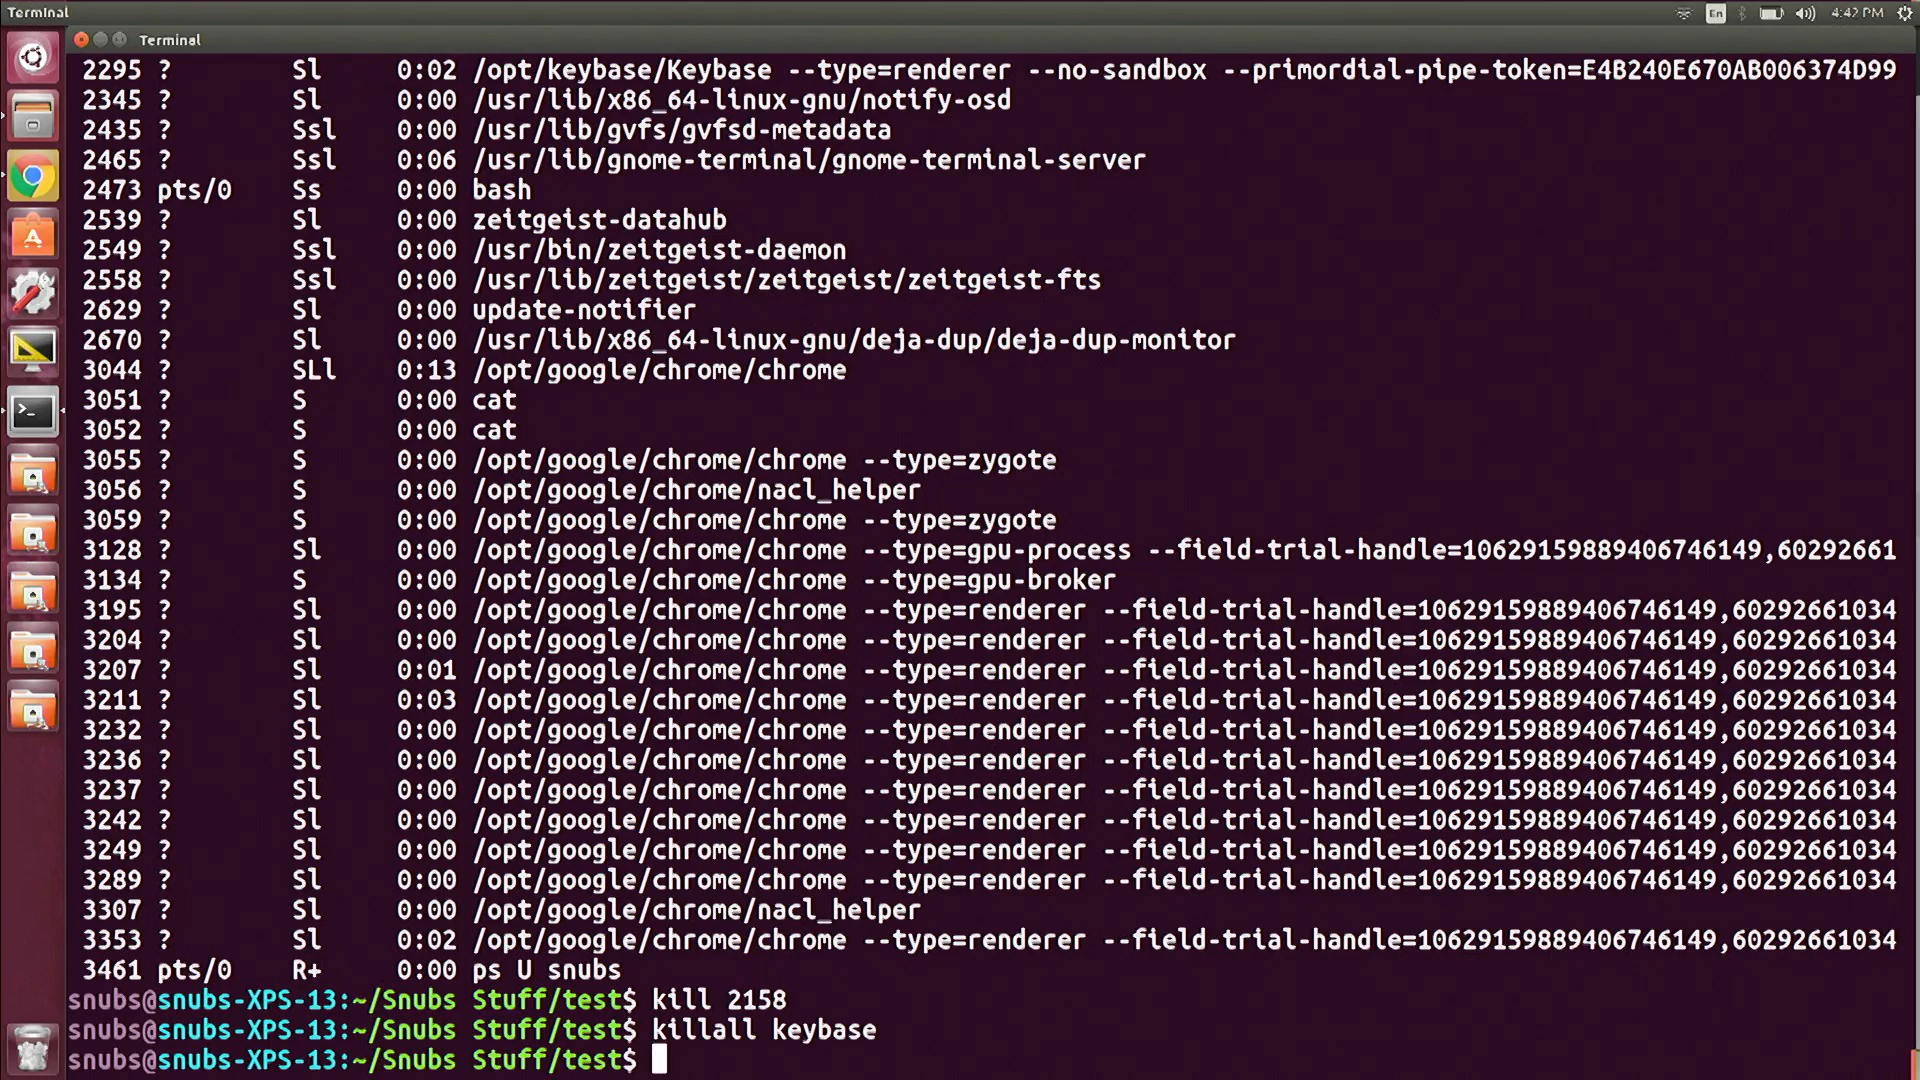 Terminal
En
4:42 PM
Terminal
2295 ? Sl 0:02 /opt/keybase/Keybase --type=renderer --no-sandbox --primordial-pipe-token=E4B240E670AB006374D99
2345 ? Sl 0:00 /usr/lib/x86_64-linux-gnu/notify-osd
2435 ? Ssl 0:00 /usr/lib/gvfs/gvfsd-metadata
2465 ? Ssl 0:06 /usr/lib/gnome-terminal/gnome-terminal-server
2473 pts/0 Ss 0:00 bash
2539 ? Sl 0:00 zeitgeist-datahub
2549 ? Ssl 0:00 /usr/bin/zeitgeist-daemon
2558 ? Ssl 0:00 /usr/lib/zeitgeist/zeitgeist/zeitgeist-fts
2629 ? Sl 0:00 update-notifier
2670 ? Sl 0:00 /usr/lib/x86_64-linux-gnu/deja-dup/deja-dup-monitor
3044 ? SLl 0:13 /opt/google/chrome/chrome
3051 ? S 0:00 cat
3052 ? S 0:00 cat
3055 ? S 0:00 /opt/google/chrome/chrome --type=zygote
3056 ? S 0:00 /opt/google/chrome/nacl_helper
3059 ? S 0:00 /opt/google/chrome/chrome --type=zygote
3128 ? Sl 0:00 /opt/google/chrome/chrome --type=gpu-process --field-trial-handle=10629159889406746149,60292661
3134 ? S 0:00 /opt/google/chrome/chrome --type=gpu-broker
3195 ? Sl 0:00 /opt/google/chrome/chrome --type=renderer --field-trial-handle=10629159889406746149,60292661034
3204 ? Sl 0:00 /opt/google/chrome/chrome --type=renderer --field-trial-handle=10629159889406746149,60292661034
3207 ? Sl 0:01 /opt/google/chrome/chrome --type=renderer --field-trial-handle=10629159889406746149,60292661034
3211 ? Sl 0:03 /opt/google/chrome/chrome --type=renderer --field-trial-handle=10629159889406746149,60292661034
3232 ? Sl 0:00 /opt/google/chrome/chrome --type=renderer --field-trial-handle=10629159889406746149,60292661034
3236 ? Sl 0:00 /opt/google/chrome/chrome --type=renderer --field-trial-handle=10629159889406746149,60292661034
3237 ? Sl 0:00 /opt/google/chrome/chrome --type=renderer --field-trial-handle=10629159889406746149,60292661034
3242 ? Sl 0:00 /opt/google/chrome/chrome --type=renderer --field-trial-handle=10629159889406746149,60292661034
3249 ? Sl 0:00 /opt/google/chrome/chrome --type=renderer --field-trial-handle=10629159889406746149,60292661034
3289 ? Sl 0:00 /opt/google/chrome/chrome --type=renderer --field-trial-handle=10629159889406746149,60292661034
3307 ? Sl 0:00 /opt/google/chrome/nacl_helper
3353 ? Sl 0:02 /opt/google/chrome/chrome --type=renderer --field-trial-handle=10629159889406746149,60292661034
3461 pts/0 R+ 0:00 ps U snubs
snubs@snubs-XPS-13:~/Snubs Stuff/test$ kill 2158
snubs@snubs-XPS-13:~/Snubs Stuff/test$ killall keybase
snubs@snubs-XPS-13:~/Snubs Stuff/test$